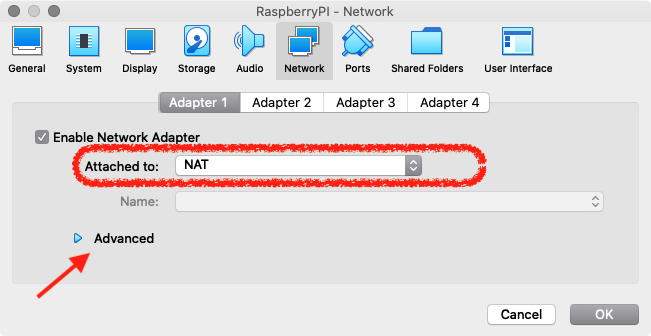 RaspberryPI - Network
General System Display Storage Audio Network Ports Shared Folders User Interface
Adapter 1 Adapter 2 Adapter 3 Adapter 4
Enable Network Adapter
Attached to: NAT
Name:
Advanced
Cancel OK